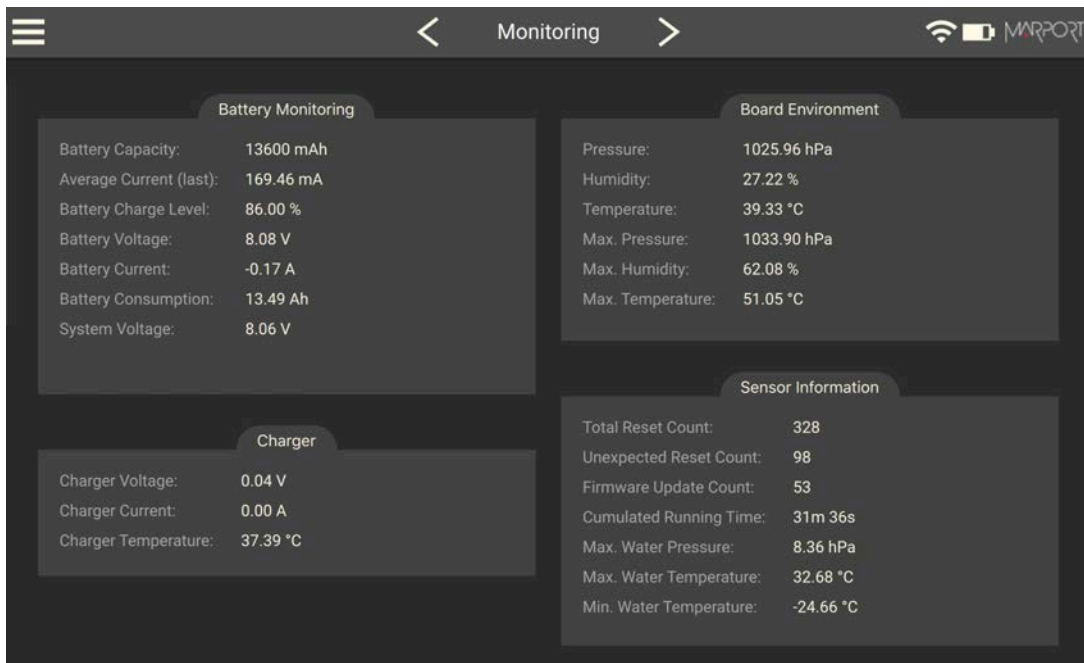 Monitoring
MARPORT
Battery Monitoring
Battery Capacity: 13600 mAh
Average Current (last): 169.46 mA
Battery Charge Level: 86.00 %
Battery Voltage: 8.08 V
Battery Current: -0.17 A
Battery Consumption: 13.49 Ah
System Voltage: 8.06 V
Charger
Charger Voltage: 0.04 V
Charger Current: 0.00 A
Charger Temperature: 37.39 °C
Board Environment
Pressure: 1025.96 hPa
Humidity: 27.22 %
Temperature: 39.33 °C
Max. Pressure: 1033.90 hPa
Max. Humidity: 62.08 %
Max. Temperature: 51.05 °C
Sensor Information
Total Reset Count: 328
Unexpected Reset Count: 98
Firmware Update Count: 53
Cumulated Running Time: 31m 36s
Max. Water Pressure: 8.36 hPa
Max. Water Temperature: 32.68 °C
Min. Water Temperature: -24.66 °C